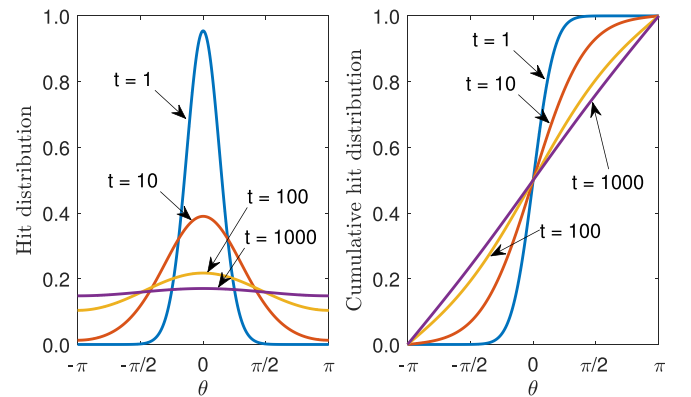 Hit distribution
1.0
0.8
0.6
0.4
0.2
0
-π
-π/2
0
π/2
π
θ
t = 1
t = 10
t = 100
t = 1000
Cumulative hit distribution
1.0
0.8
0.6
0.4
0.2
0.0
-π
-π/2
0
π/2
π
θ
t = 1
t = 10
t = 1000
t = 100